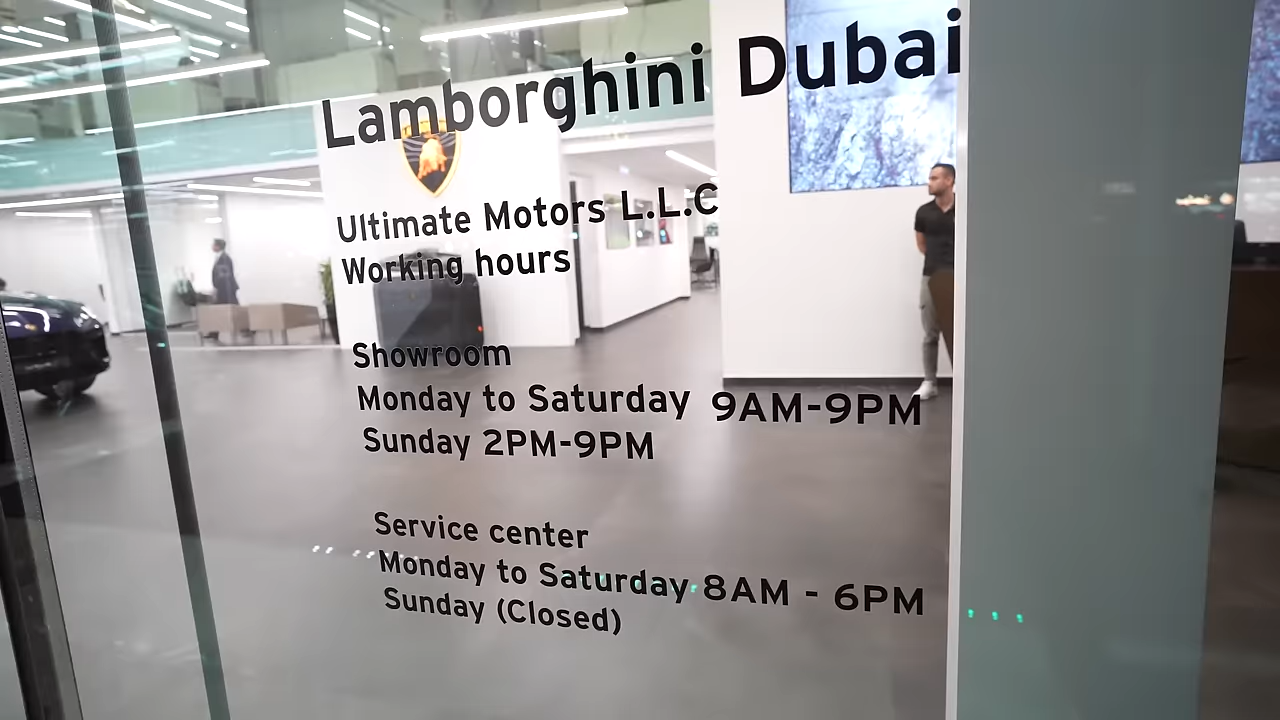 Lamborghini Dubai
Ultimate Motors L.L.C
Working hours
Showroom
Monday to Saturday 9AM-9PM
Sunday 2PM-9PM
Service center
Monday to Saturday 8AM - 6PM
Sunday (Closed)